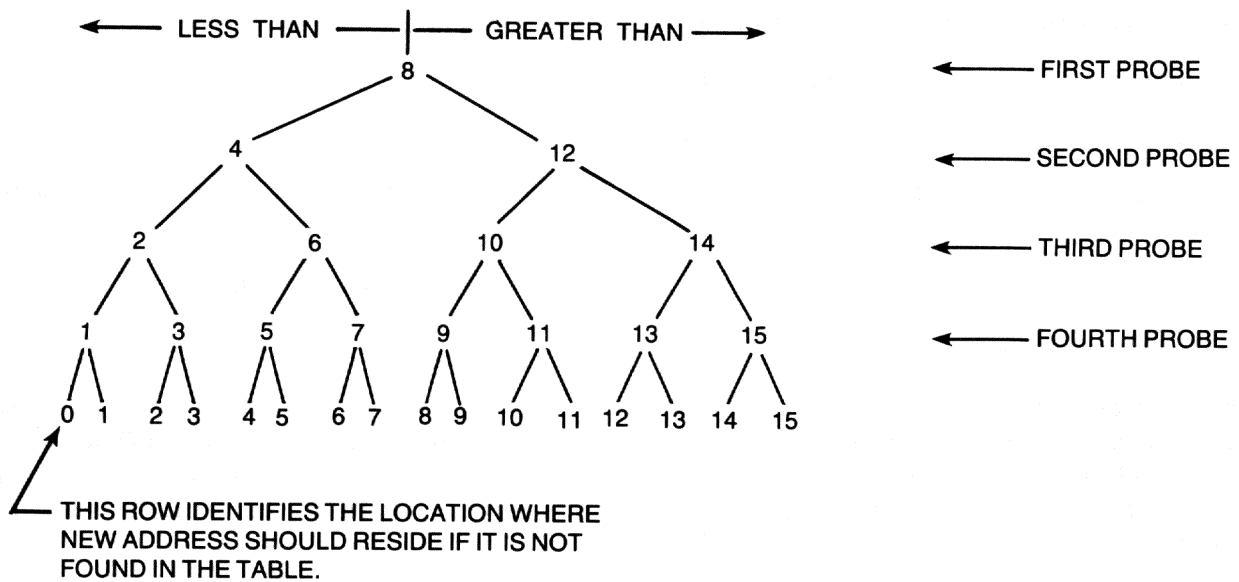 LESS THAN GREATER THAN
8 FIRST PROBE
4 12 SECOND PROBE
2 6 10 14 THIRD PROBE
1 3 5 7 9 11 13 15 FOURTH PROBE
0 1 2 3 4 5 6 7 8 9 10 11 12 13 14 15
THIS ROW IDENTIFIES THE LOCATION WHERE
NEW ADDRESS SHOULD RESIDE IF IT IS NOT
FOUND IN THE TABLE.